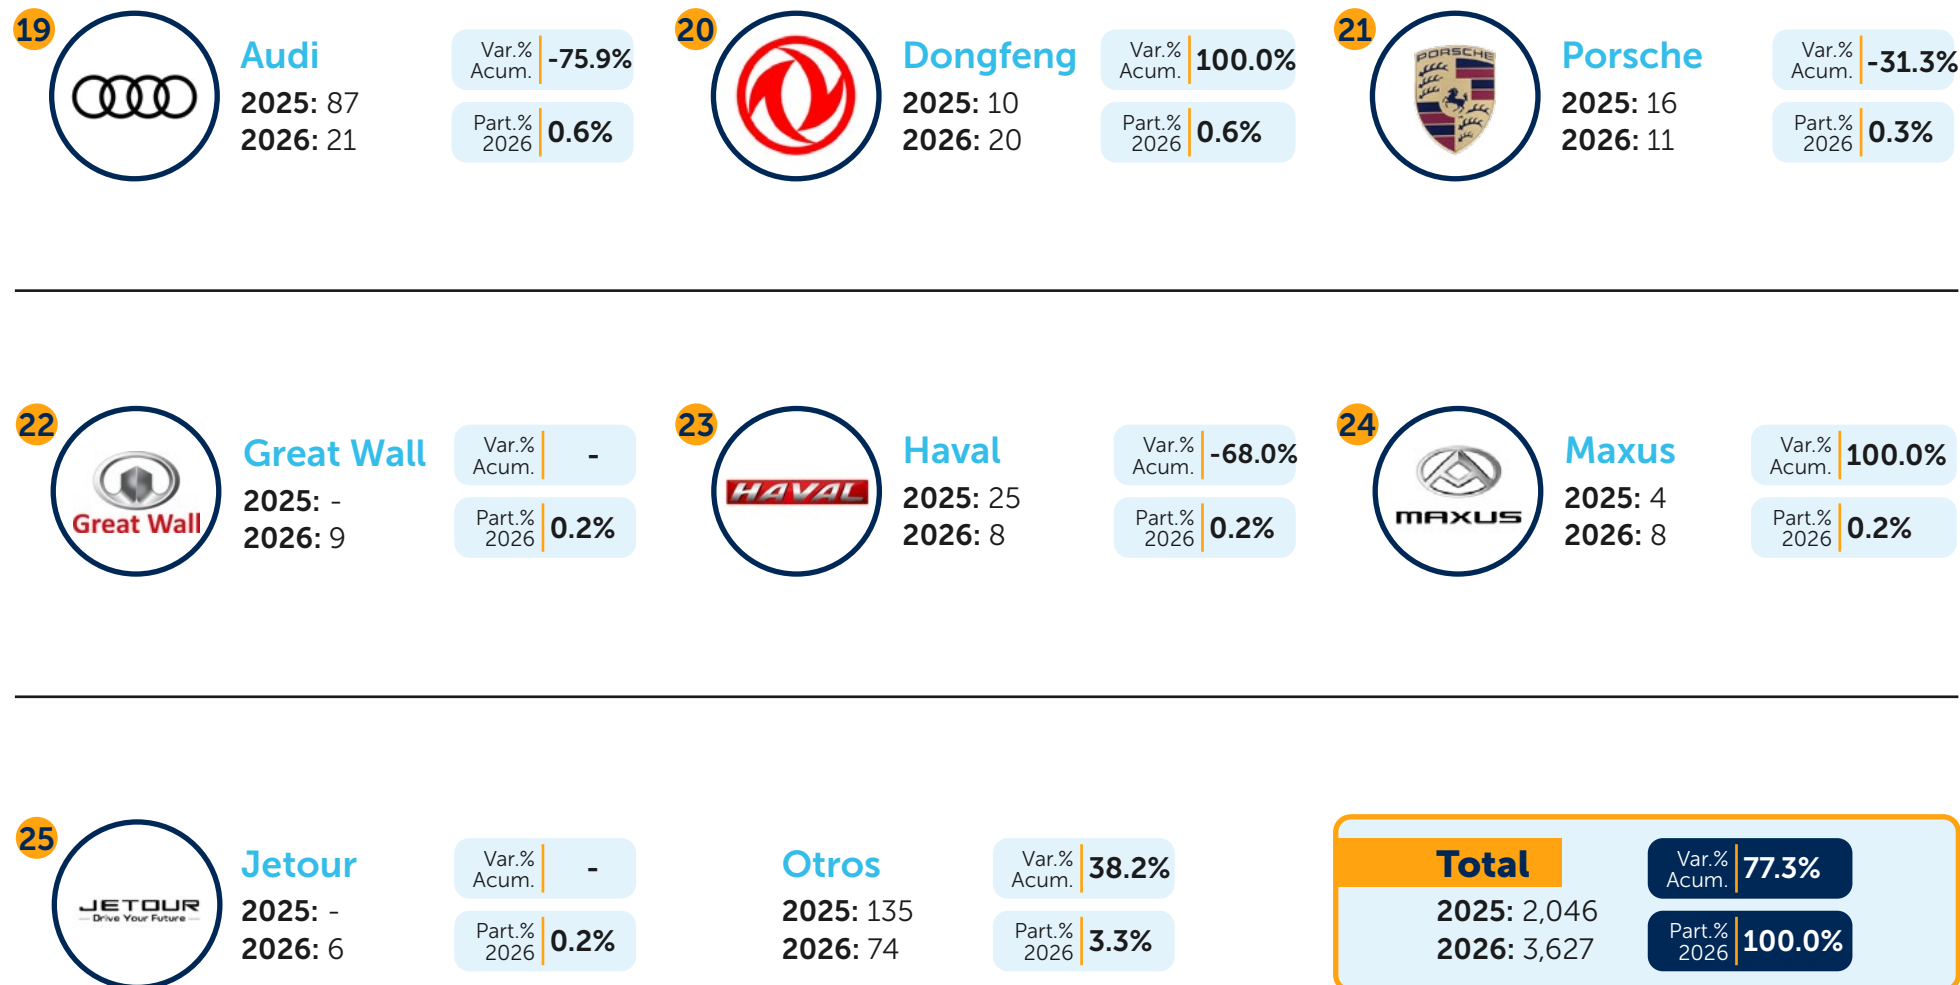 19
Audi
2025: 87
2026: 21
Var.%
Acum.
-75.9%
Part.%
2026
0.6%
20
Dongfeng
2025: 10
2026: 20
Var.%
Acum.
100.0%
Part.%
2026
0.6%
21
PORSCHE
Porsche
2025: 16
2026: 11
Var.%
Acum.
-31.3%
Part.%
2026
0.3%
22
Great Wall
Great Wall
2025: -
2026: 9
Var.%
Acum.
-
Part.%
2026
0.2%
23
HAVAL
Haval
2025: 25
2026: 8
Var.%
Acum.
-68.0%
Part.%
2026
0.2%
24
MAXUS
Maxus
2025: 4
2026: 8
Var.%
Acum.
100.0%
Part.%
2026
0.2%
25
JETOUR
Drive Your Future
Jetour
2025: -
2026: 6
Var.%
Acum.
-
Part.%
2026
0.2%
Otros
2025: 135
2026: 74
Var.%
Acum.
38.2%
Part.%
2026
3.3%
Total
2025: 2,046
2026: 3,627
Var.%
Acum.
77.3%
Part.%
2026
100.0%